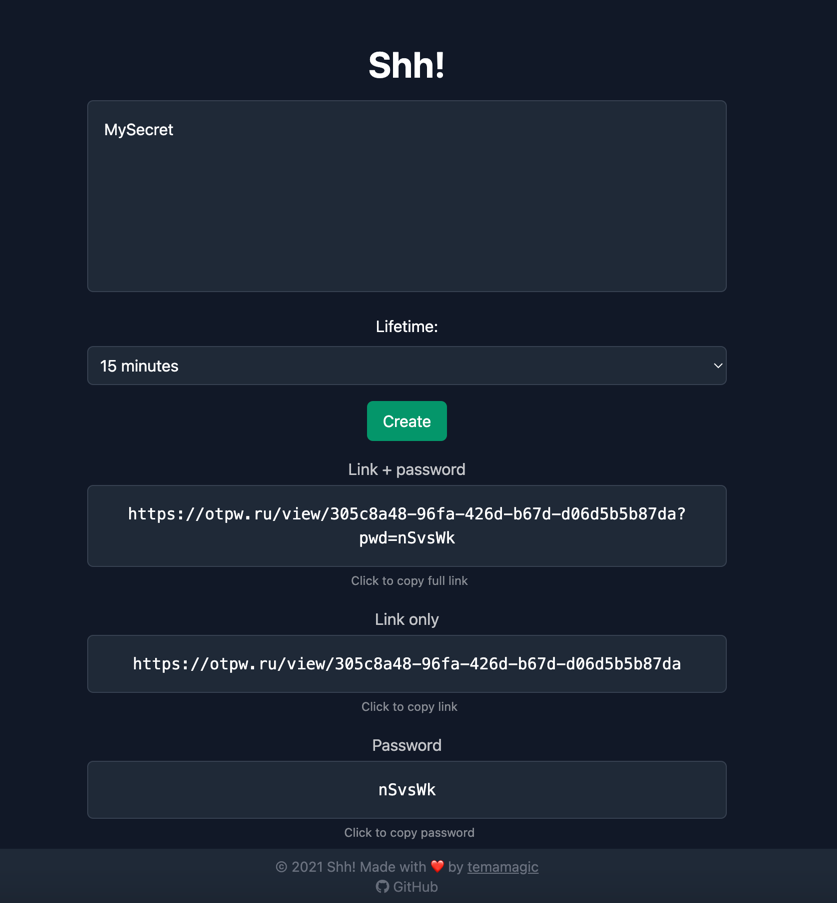 Shh!
MySecret
Lifetime:
15 minutes
Create
Link + password
https://otpw.ru/view/305c8a48-96fa-426d-b67d-d06d5b5b87da?
pwd=nSvsWk
Click to copy full link
Link only
https://otpw.ru/view/305c8a48-96fa-426d-b67d-d06d5b5b87da
Click to copy link
Password
nSvsWk
Click to copy password
© 2021 Shh! Made with ❤️ by temamagic
GitHub